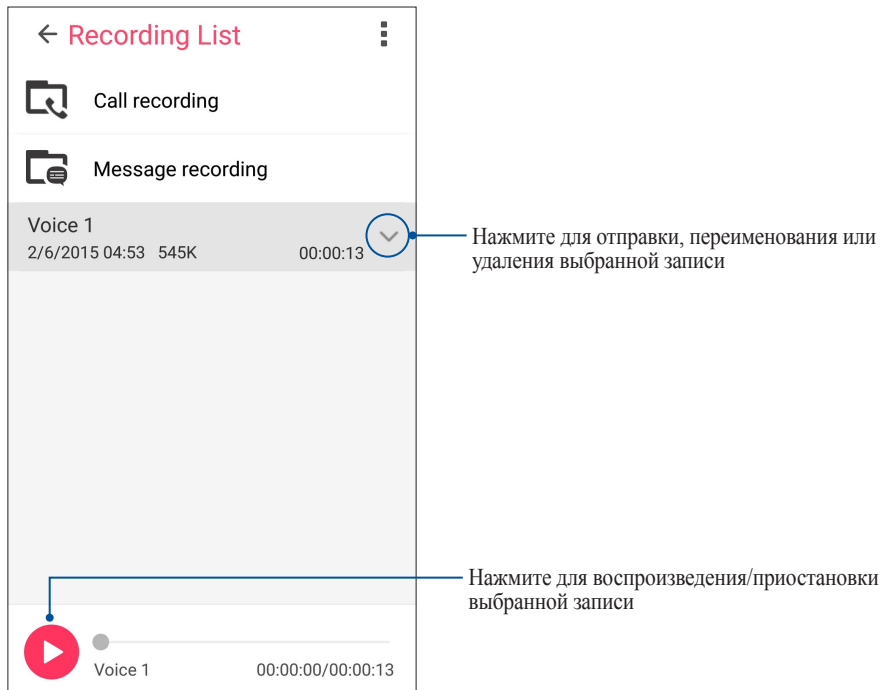 Recording List
Call recording
Message recording
Voice 1
2/6/2015 04:53 545K 00:00:13
Нажмите для отправки, переименования или
удаления выбранной записи
Нажмите для воспроизведения/приостановки
выбранной записи
Voice 1 00:00:00/00:00:13